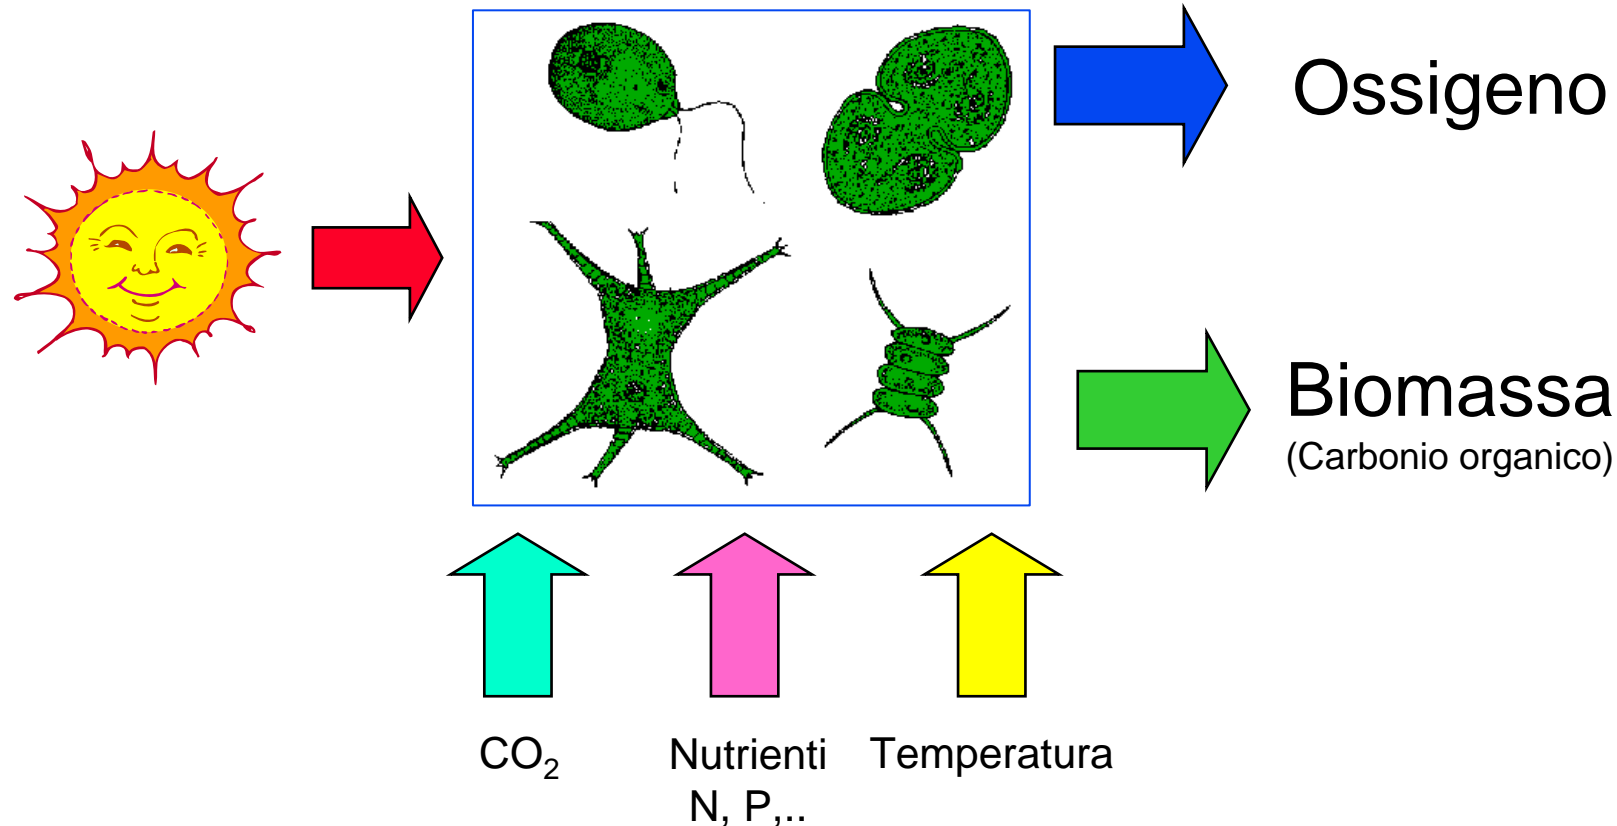 Ossigeno
Biomassa
(Carbonio organico)
CO₂
Nutrienti
N, P,..
Temperatura